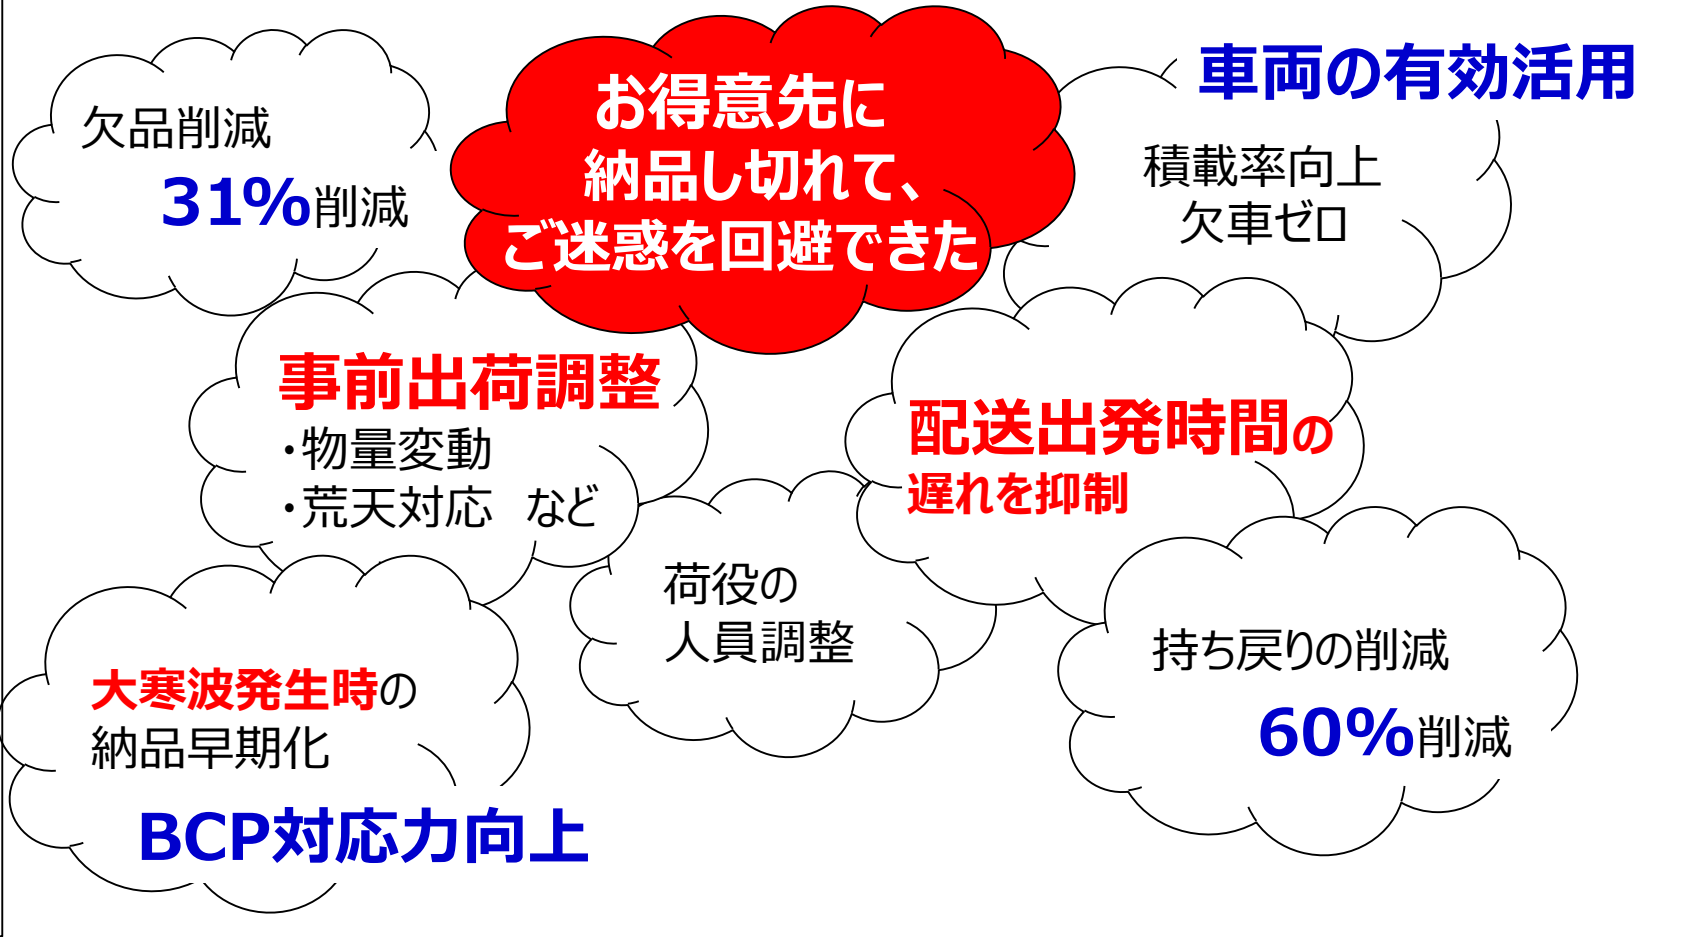 欠品削減
31%削減
お得意先に
納品し切れて、
ご迷惑を回避できた
車両の有効活用
積載率向上
欠車ゼロ
事前出荷調整
・物量変動
・荒天対応　など
配送出発時間の
遅れを抑制
荷役の
人員調整
大寒波発生時の
納品早期化
BCP対応力向上
持ち戻りの削減
60%削減